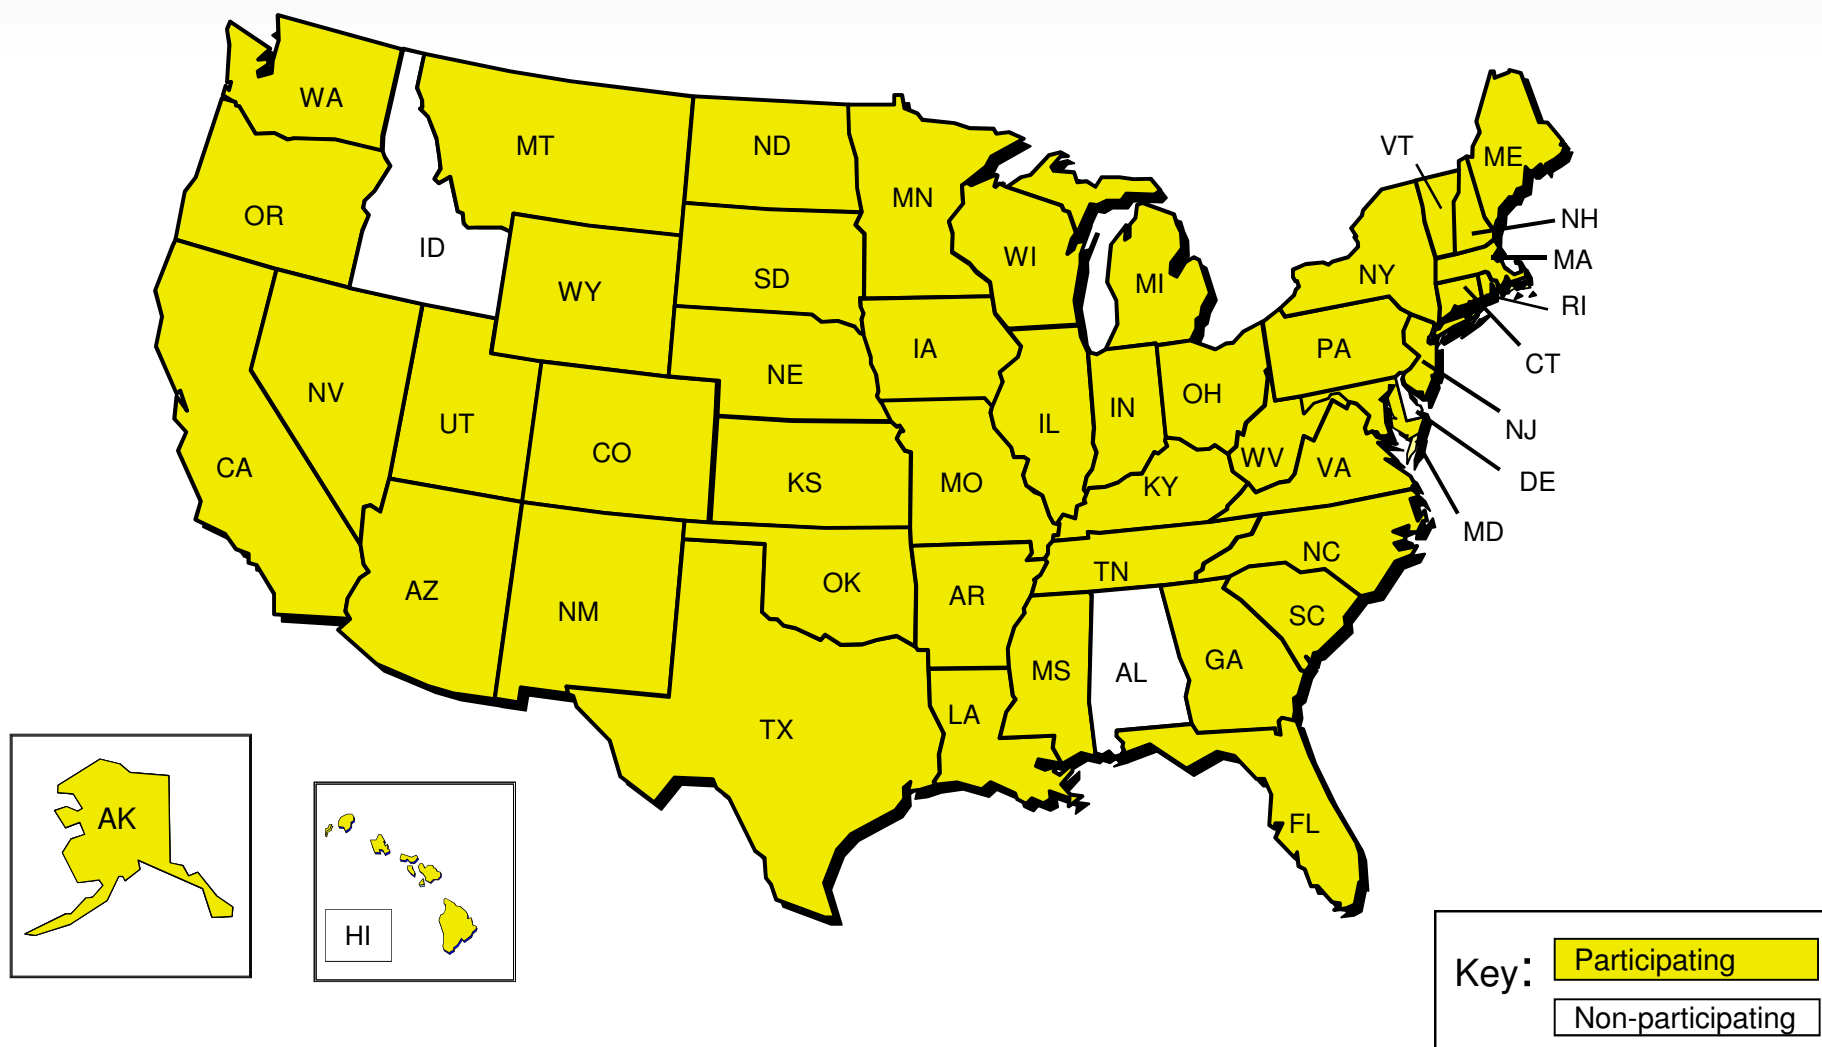 WA
MT
ND
VT
ME
MN
OR
NH
ID
WI
MA
NY
SD
MI
WY
RI
IA
PA
CT
NE
NV
OH
UT
IN
IL
NJ
CO
WV
VA
CA
KS
MO
KY
DE
MD
NC
TN
OK
AZ
AR
NM
SC
GA
MS
AL
LA
TX
AK
FL
HI
Key:
Participating
Non-participating